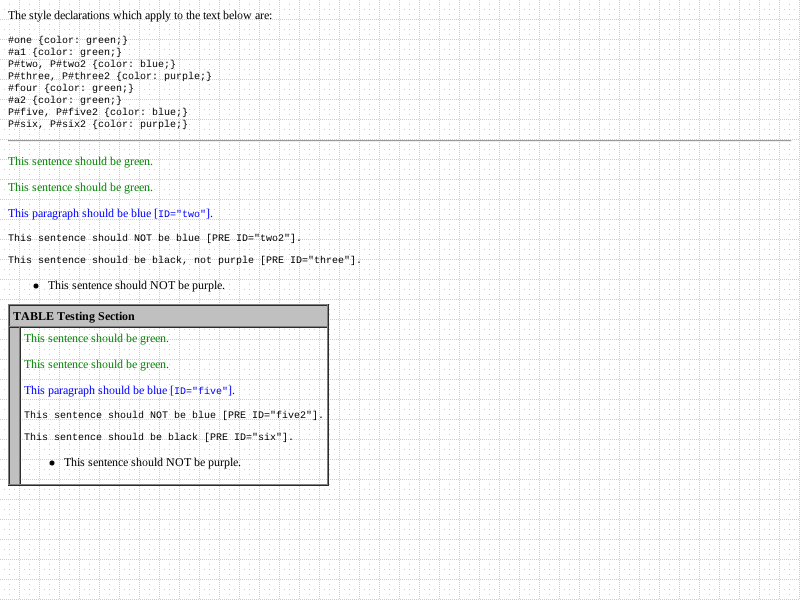 The style declarations which apply to the text below are:
#one {color: green;}
#a1 {color: green;}
P#two, P#two2 {color: blue;}
P#three, P#three2 {color: purple;}
#four {color: green;}
#a2 {color: green;}
P#five, P#five2 {color: blue;}
P#six, P#six2 {color: purple;}
This sentence should be green.
This sentence should be green.
This paragraph should be blue [ID="two"].
This sentence should NOT be blue [PRE ID="two2"].
This sentence should be black, not purple [PRE ID="three"].
• This sentence should NOT be purple.
TABLE Testing Section
This sentence should be green.
This sentence should be green.
This paragraph should be blue [ID="five"].
This sentence should NOT be blue [PRE ID="five2"].
This sentence should be black [PRE ID="six"].
• This sentence should NOT be purple.